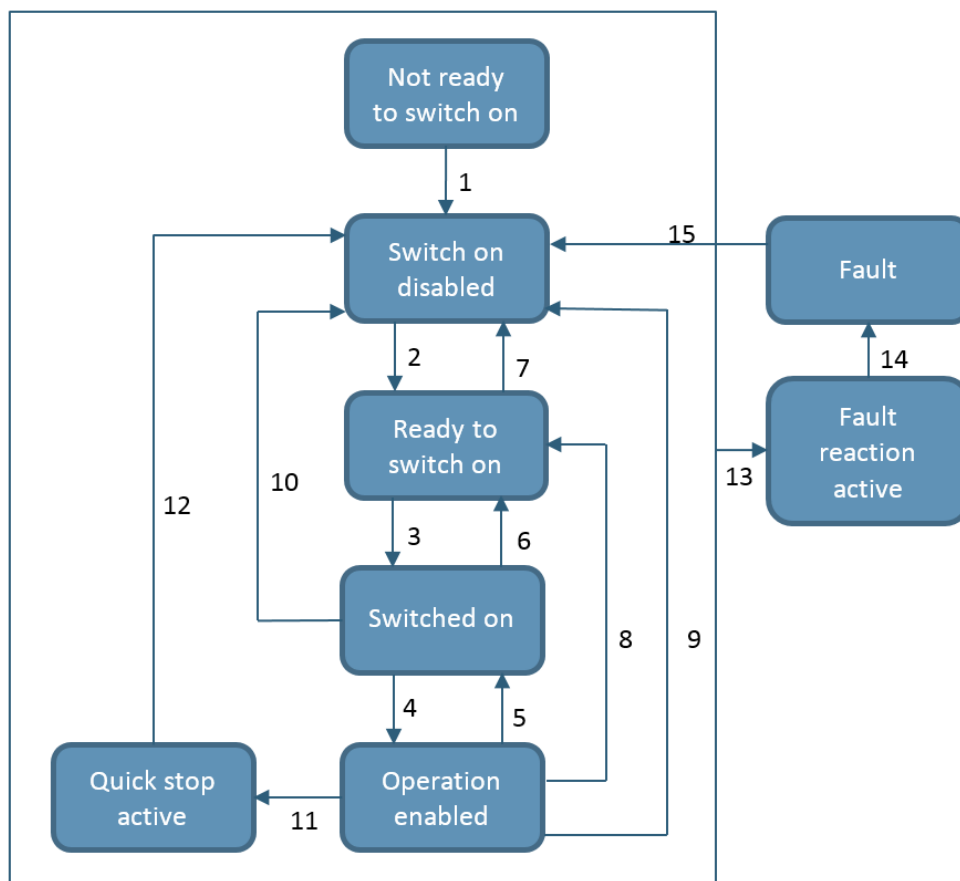 Not ready
to switch on
1
Switch on
disabled
15
Fault
2
7
14
Ready to
switch on
Fault
reaction
active
13
10
12
3
6
Switched on
8
9
4
5
Quick stop
active
11
Operation
enabled